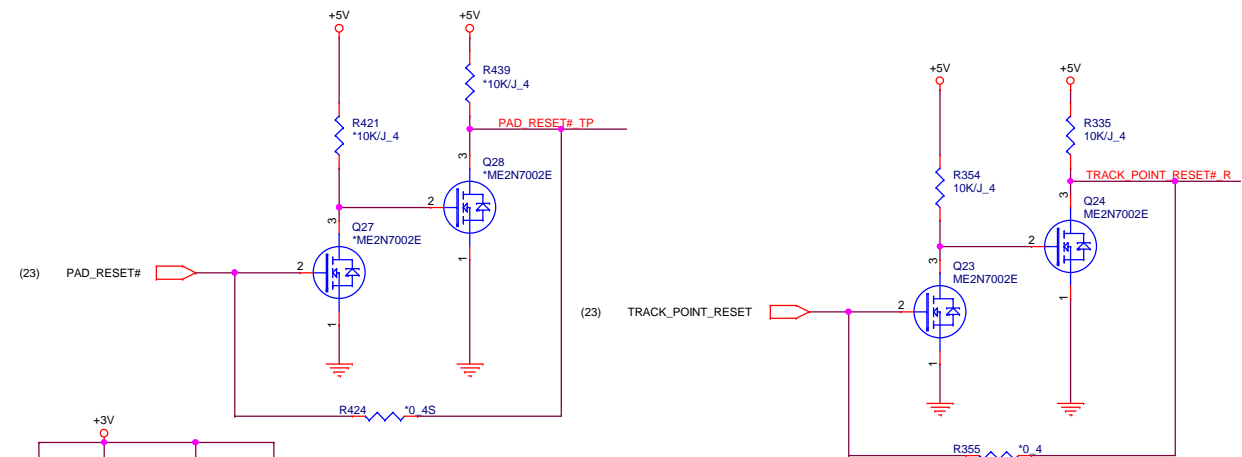 +5V
+5V
R439
*10K/J_4
R421
*10K/J_4
PAD_RESET#_TP
3
Q28
*ME2N7002E
2
1
3
Q27
*ME2N7002E
2
1
(23) PAD_RESET#
R424 *0_4S
+3V
+5V
+5V
R335
10K/J_4
R354
10K/J_4
TRACK_POINT_RESET#_R
3
Q24
ME2N7002E
2
1
3
Q23
ME2N7002E
2
1
(23) TRACK_POINT_RESET
R355 *0_4